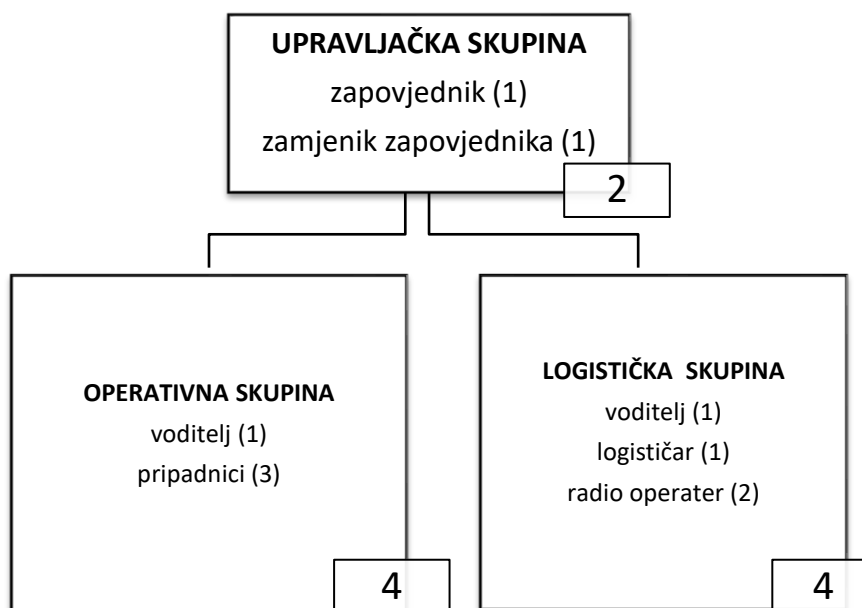 UPRAVLJAČKA SKUPINA
zapovjednik (1)
zamjenik zapovjednika (1)
2
OPERATIVNA SKUPINA
voditelj (1)
pripadnici (3)
4
LOGISTIČKA  SKUPINA
voditelj (1)
logističar (1)
radio operater (2)
4